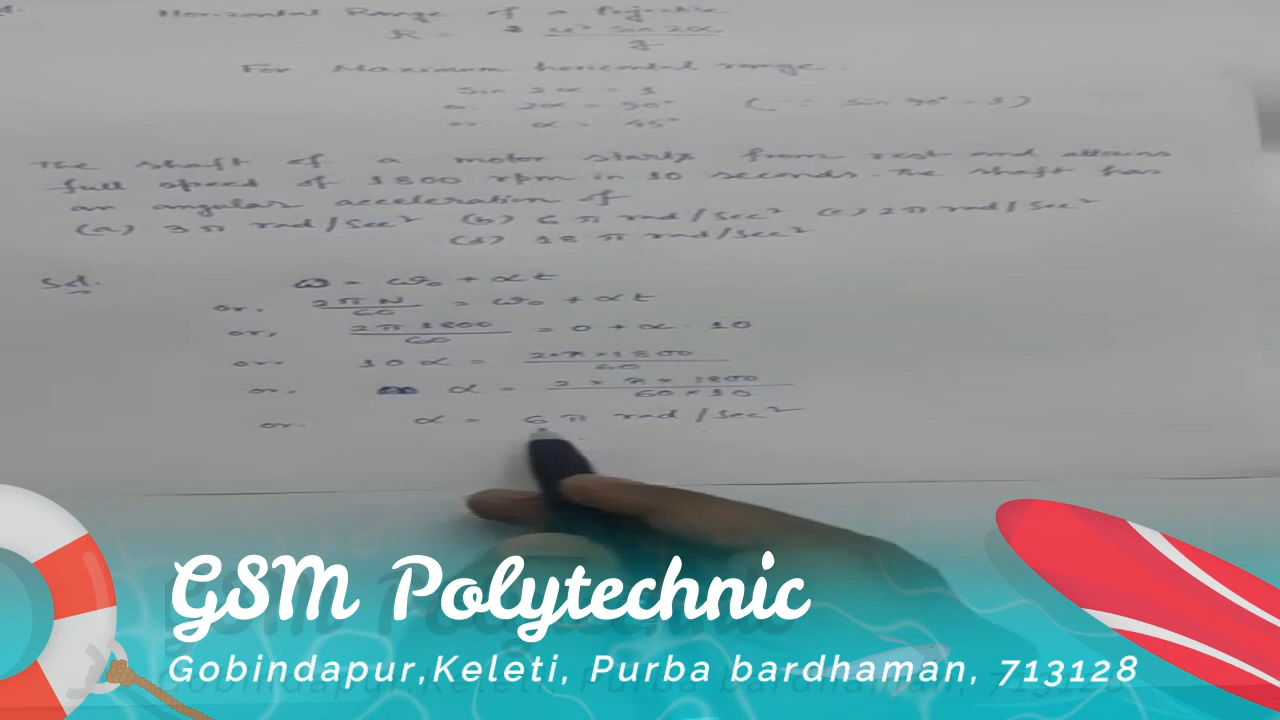 Horizontal Range of a Projectile
R = u² sin 2α / g
For Maximum horizontal range.
sin 2α = 1
or. 2α = 90° (∵ sin 90° = 1)
or. α = 45°
The shaft of a motor starts from rest and attains
full speed of 1800 rpm in 10 seconds. The shaft has
an angular acceleration of
(a) 3π rad/sec² (b) 6π rad/sec² (c) 2π rad/sec²
(d) 18π rad/sec²
Sol. ω = ω₀ + αt
or. 2πN / 60 = ω₀ + αt
or, 2π 1800 / 60 = 0 + α · 10
or. 10α = 2×π×1800 / 60
or. α = 2×π×1800 / 60×10
or. α = 6π rad/sec²
GSM Polytechnic
Gobindapur,Keleti, Purba bardhaman, 713128